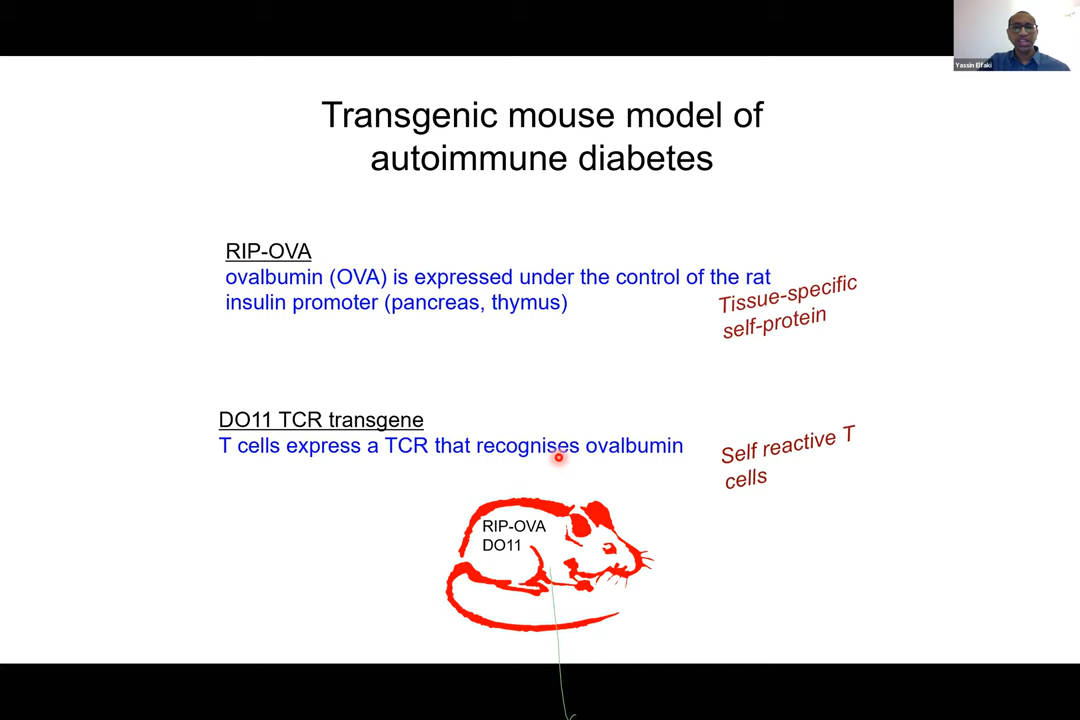 Yassin Elfaki
Transgenic mouse model of
autoimmune diabetes
RIP-OVA
ovalbumin (OVA) is expressed under the control of the rat
insulin promoter (pancreas, thymus)
Tissue-specific
self-protein
DO11 TCR transgene
T cells express a TCR that recognises ovalbumin
Self reactive T
cells
RIP-OVA
DO11